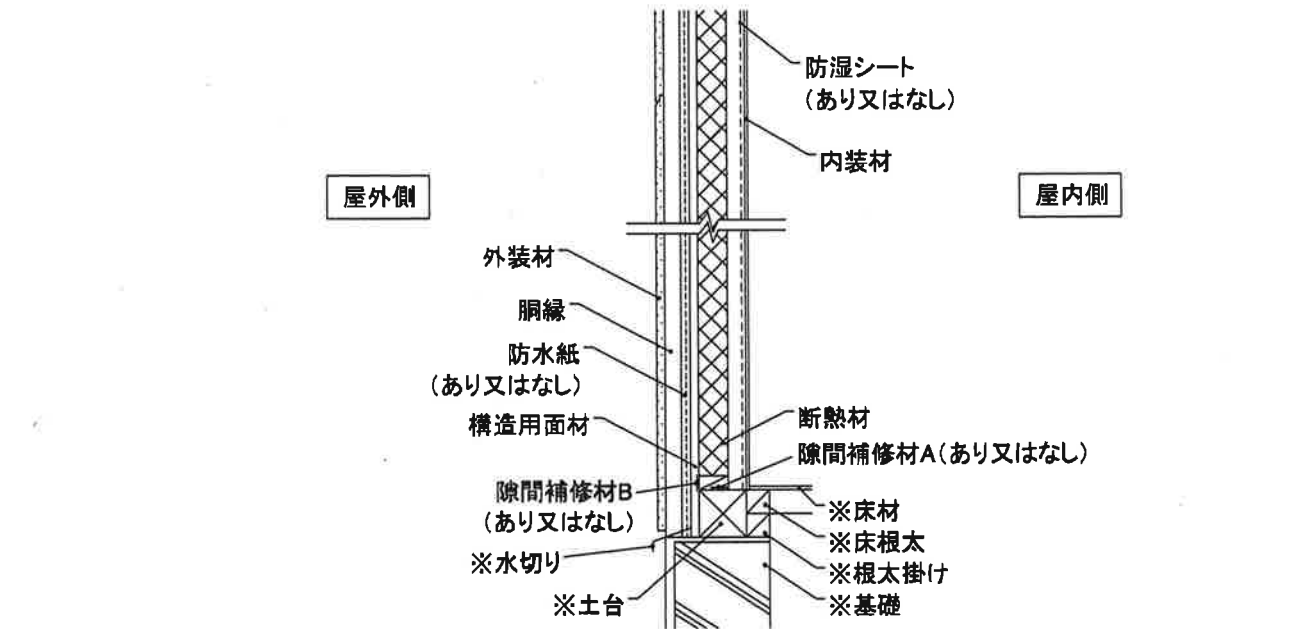 防湿シート
（あり又はなし）
内装材
屋外側
屋内側
外装材
胴縁
防水紙
（あり又はなし）
構造用面材
断熱材
隙間補修材A（あり又はなし）
隙間補修材B
（あり又はなし）
※水切り
※土台
※床材
※床根太
※根太掛け
※基礎